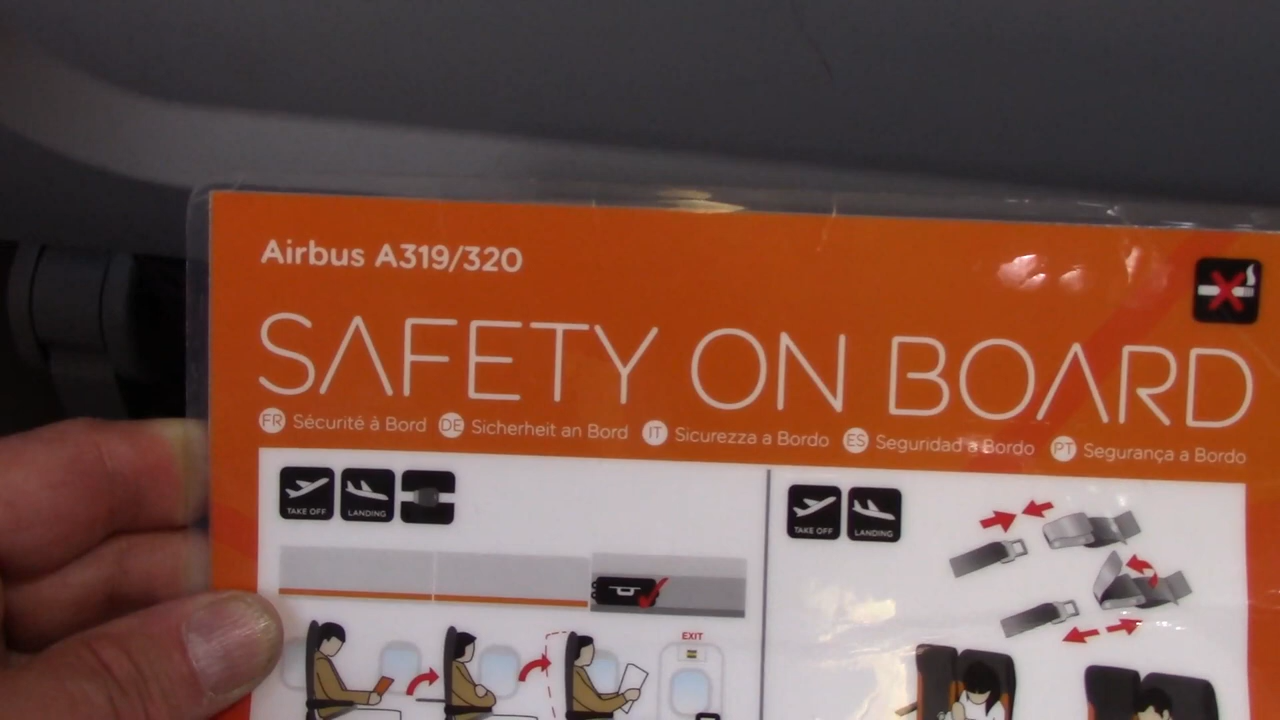 Airbus A319/320
SAFETY ON BOARD
FR Sécurité à Bord DE Sicherheit an Bord IT Sicurezza a Bordo ES Seguridad a Bordo PT Segurança a Bordo
TAKE OFF LANDING
TAKE OFF LANDING
EXIT